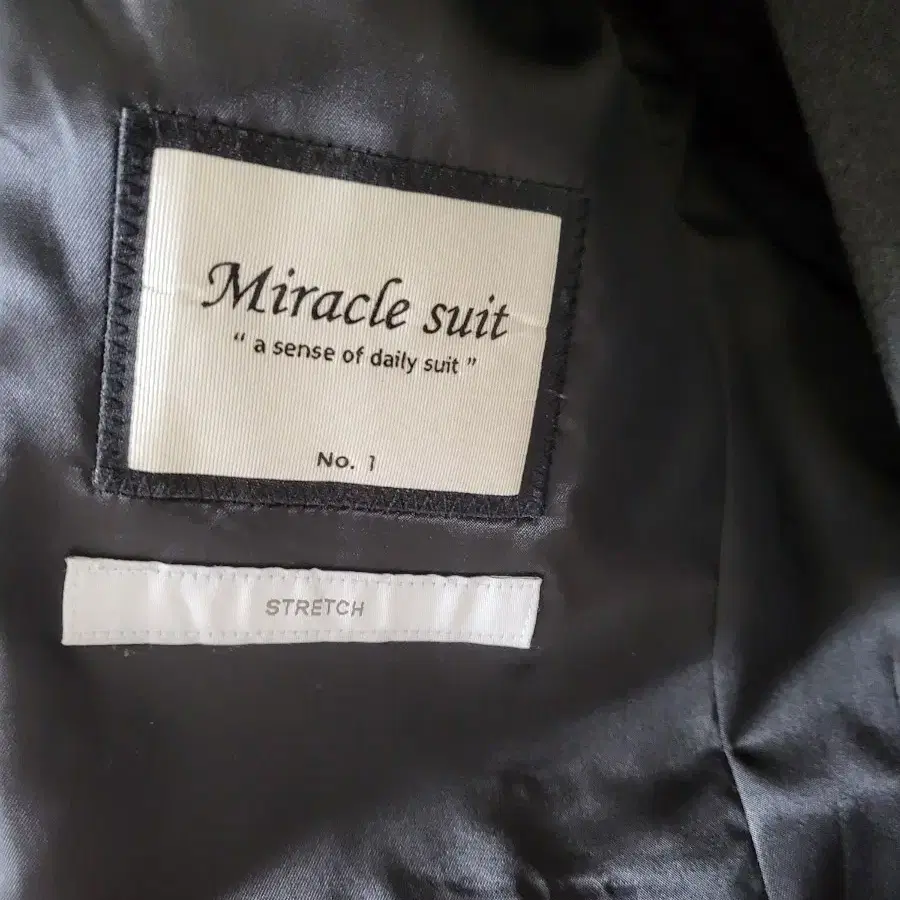 Miracle suit
“ a sense of daily suit ”
No. 1
STRETCH